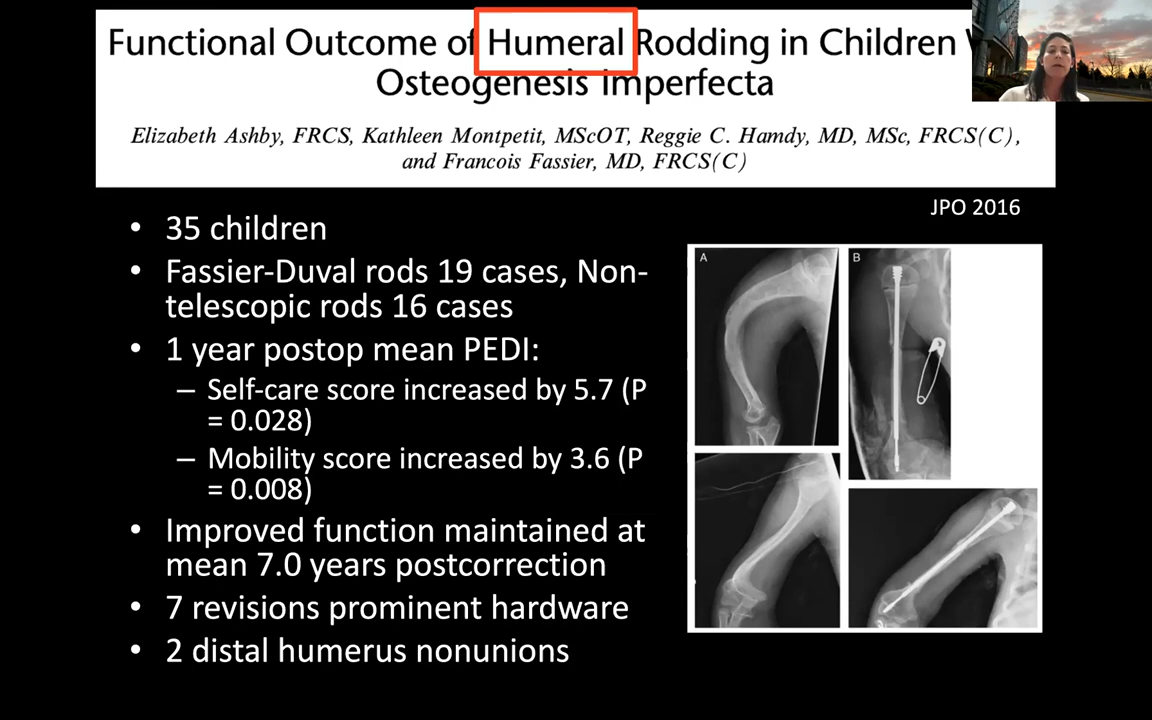 Functional Outcome of Humeral Rodding in Children
Osteogenesis Imperfecta
Elizabeth Ashby, FRCS, Kathleen Montpetit, MScOT, Reggie C. Hamdy, MD, MSc, FRCS(C),
and Francois Fassier, MD, FRCS(C)
JPO 2016
• 35 children
• Fassier-Duval rods 19 cases, Non-
telescopic rods 16 cases
• 1 year postop mean PEDI:
– Self-care score increased by 5.7 (P
= 0.028)
– Mobility score increased by 3.6 (P
= 0.008)
• Improved function maintained at
mean 7.0 years postcorrection
• 7 revisions prominent hardware
• 2 distal humerus nonunions
A
B